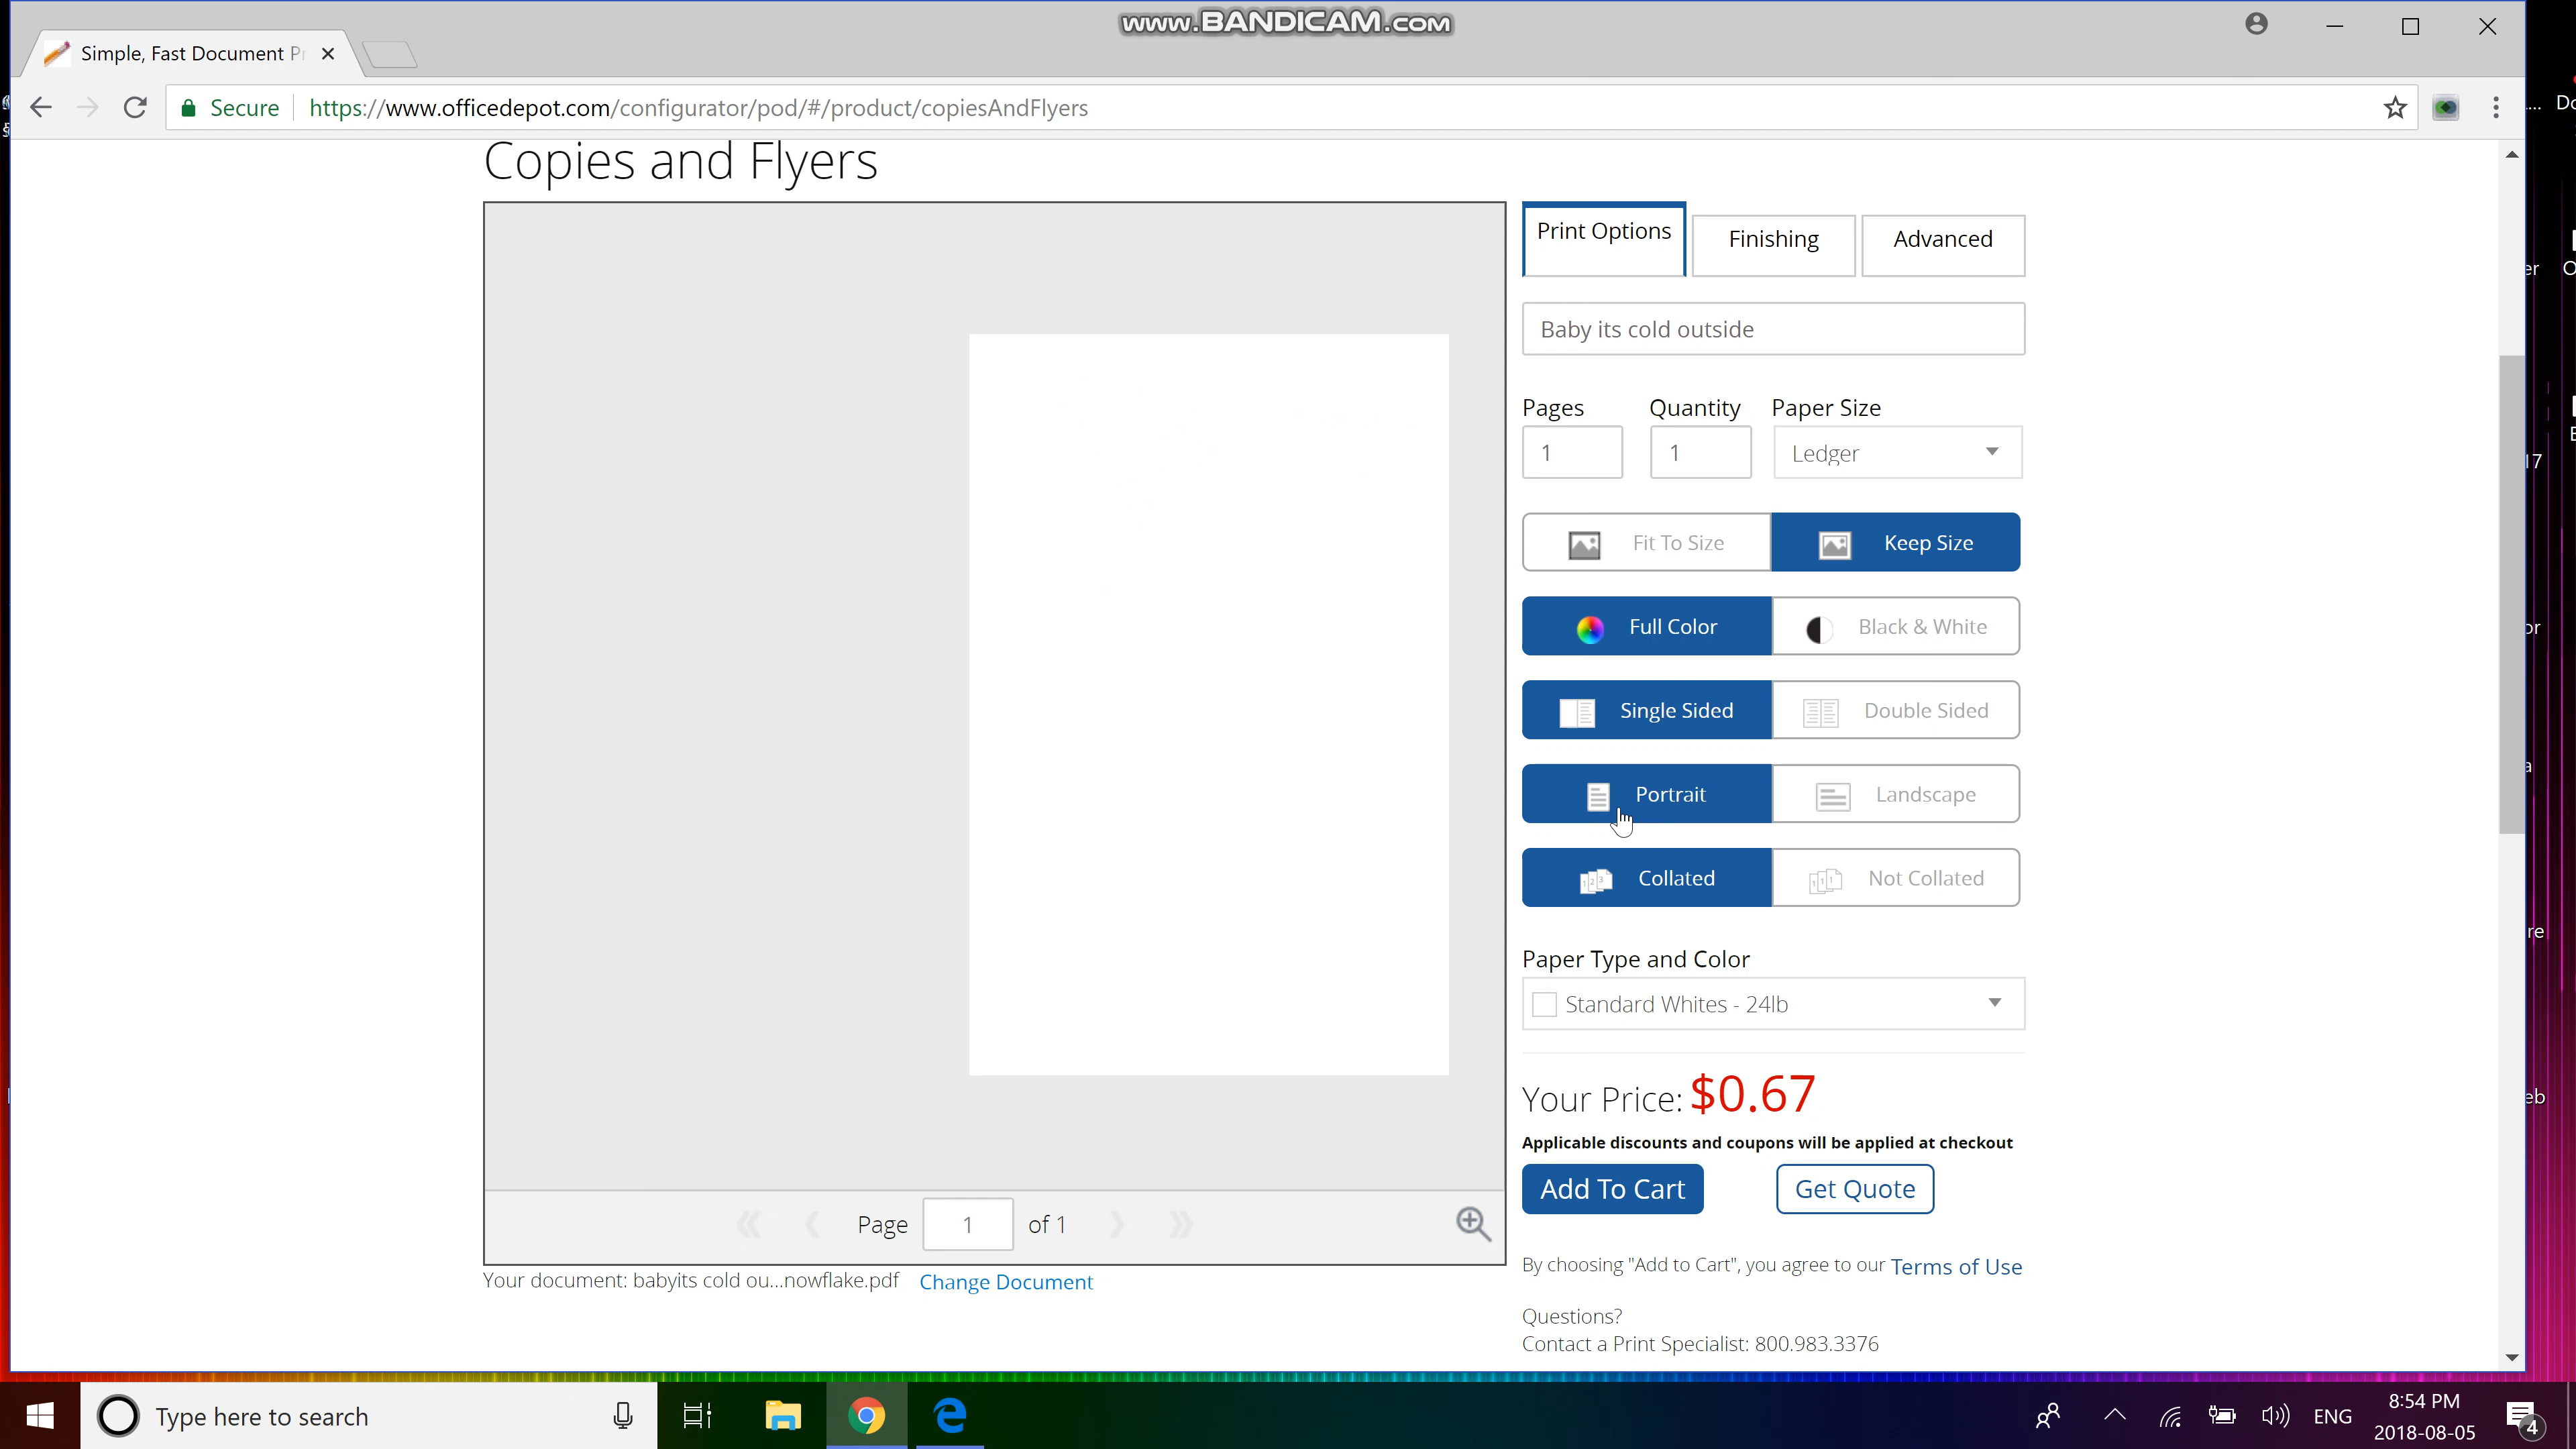 www.BANDICAM.com
Simple, Fast Document Pr
Secure
https://www.officedepot.com/configurator/pod/#/product/copiesAndFlyers
Copies and Flyers
Print Options
Finishing
Advanced
Baby its cold outside
Pages
Quantity
Paper Size
1
1
Ledger
Fit To Size
Keep Size
Full Color
Black & White
Single Sided
Double Sided
Portrait
Landscape
Collated
Not Collated
Paper Type and Color
Standard Whites - 24lb
Your Price: $0.67
Applicable discounts and coupons will be applied at checkout
Add To Cart
Get Quote
By choosing "Add to Cart", you agree to our Terms of Use
Questions?
Contact a Print Specialist: 800.983.3376
Page 1 of 1
Your document: babyits cold ou...nowflake.pdf
Change Document
Type here to search
ENG
8:54 PM
2018-08-05
4